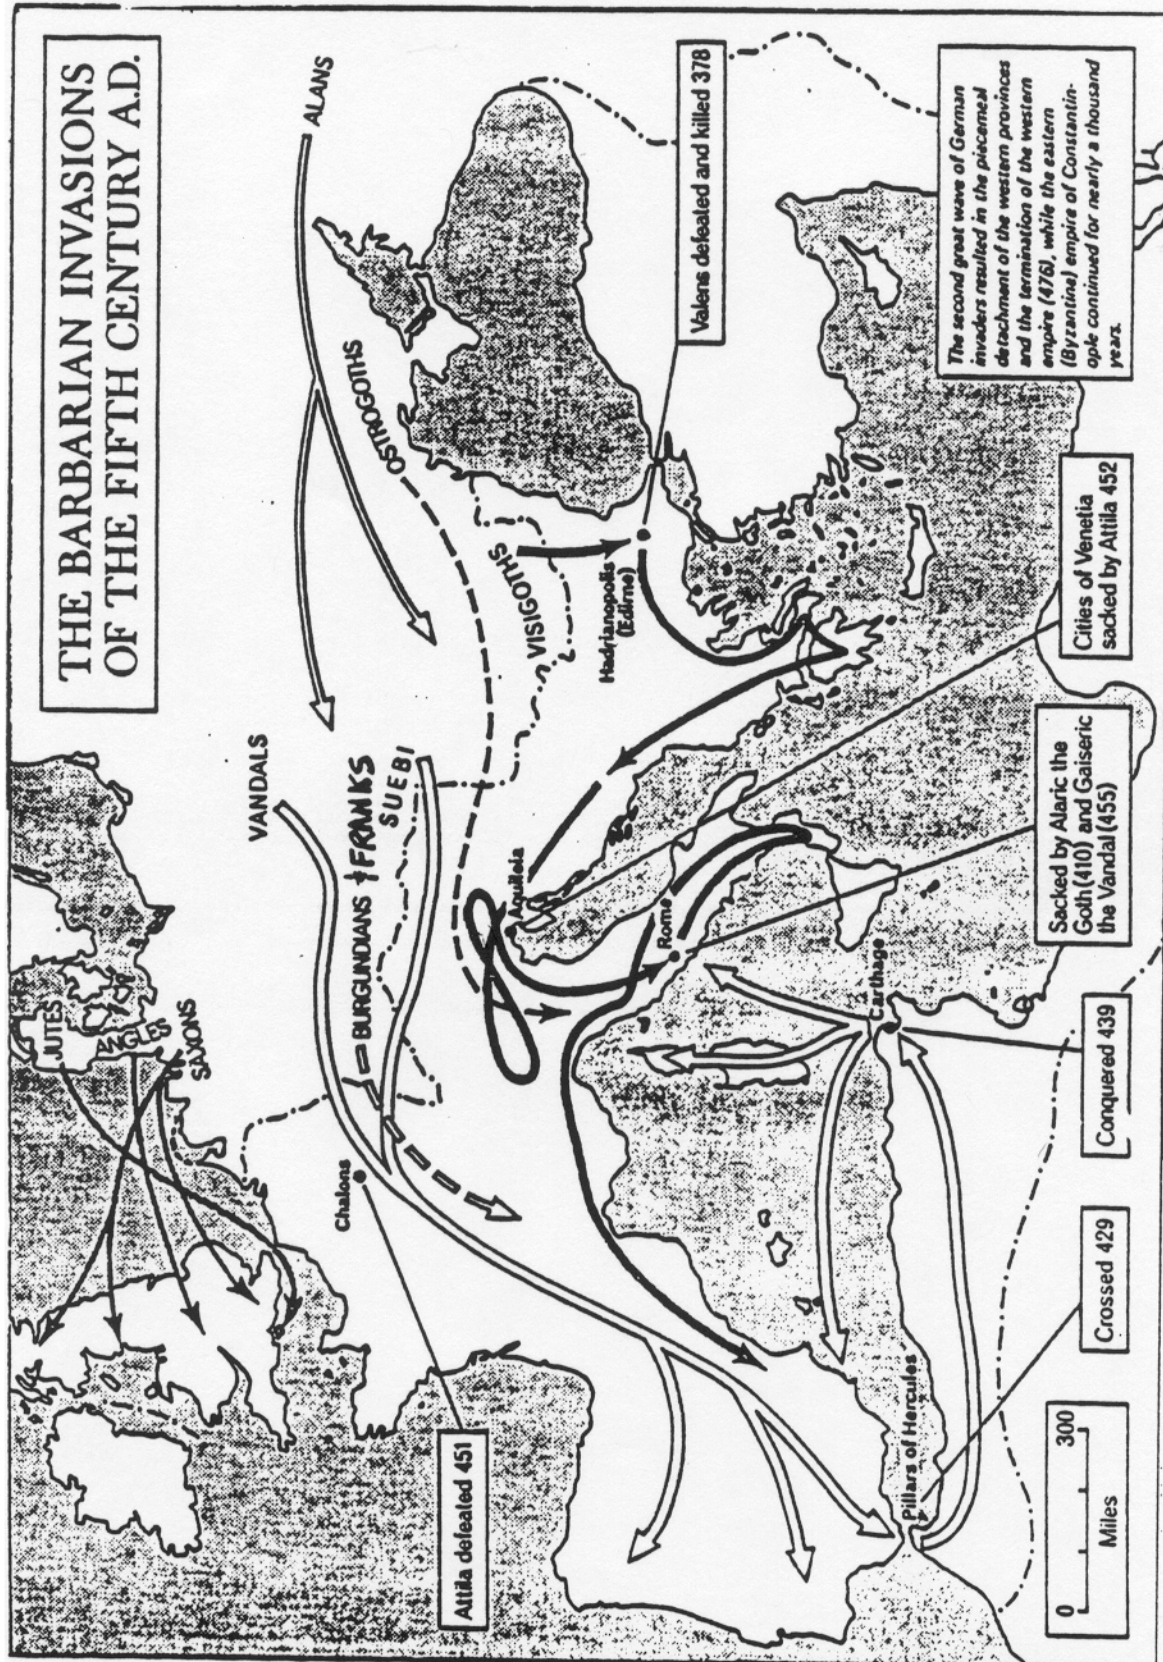 THE BARBARIAN INVASIONS
OF THE FIFTH CENTURY A.D.
ALANS
VANDALS
OSTROGOTHS
VISIGOTHS
BURGUNDIANS & FRANKS
SUEBI
JUTES
ANGLES
SAXONS
Chalons
Attila defeated 451
Hadrianopolis
(Edirne)
Valens defeated and killed 378
Aquileia
Rome
Carthage
Pillars of Hercules
The second great wave of German
invaders resulted in the piecemeal
detachment of the western provinces
and the termination of the western
empire (476), while the eastern
(Byzantine) empire of Constantin-
ople continued for nearly a thousand
years.
Cities of Venetia
sacked by Attila 452
Sacked by Alaric the
Goth (410) and Gaiseric
the Vandal (455)
Conquered 439
Crossed 429
0 300
Miles